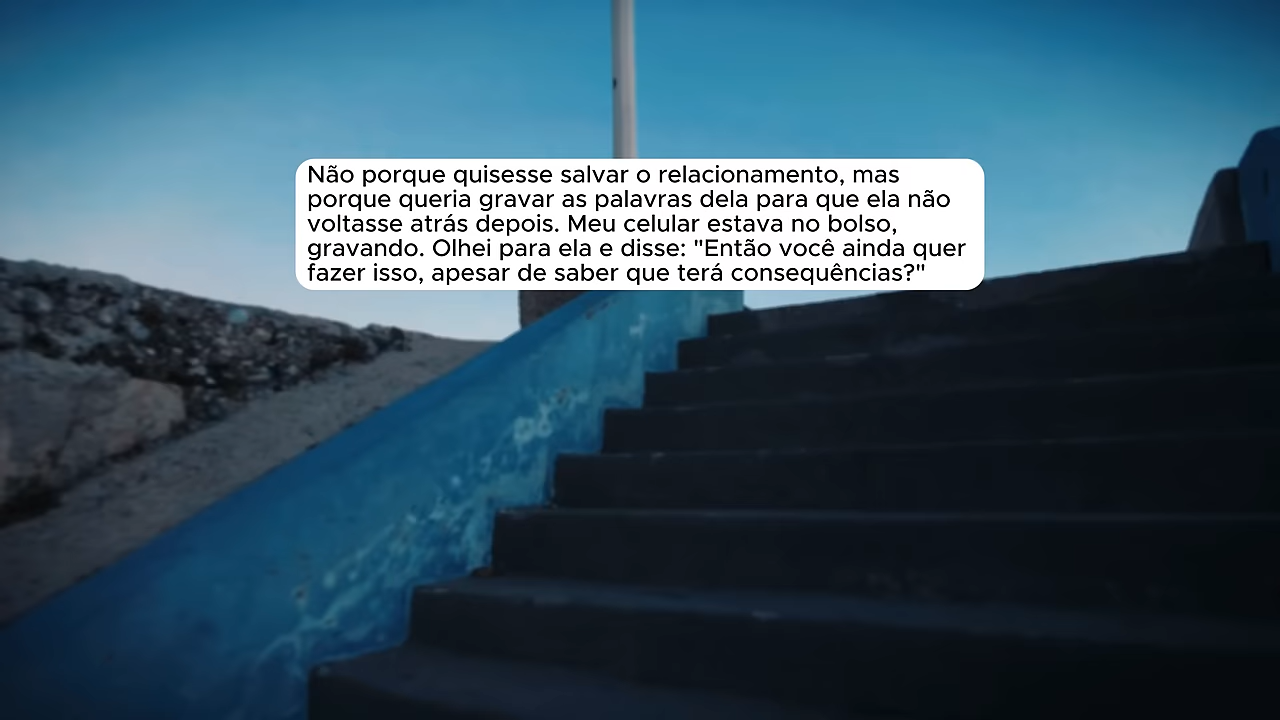 Não porque quisesse salvar o relacionamento, mas
porque queria gravar as palavras dela para que ela não
voltasse atrás depois. Meu celular estava no bolso,
gravando. Olhei para ela e disse: "Então você ainda quer
fazer isso, apesar de saber que terá consequências?"